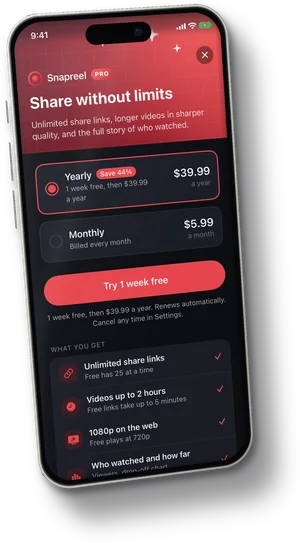 9:41
Snapreel PRO
Share without limits
Unlimited share links, longer videos in sharper
quality, and the full story of who watched.
Yearly Save 44%
$39.99
1 week free, then $39.99
a year
a year
Monthly
$5.99
Billed every month
a month
Try 1 week free
1 week free, then $39.99 a year. Renews automatically.
Cancel any time in Settings.
WHAT YOU GET
Unlimited share links
Free has 25 at a time
Videos up to 2 hours
Free links take up to 5 minutes
1080p on the web
Free plays at 720p
Who watched and how far
Viewers, drop-off chart